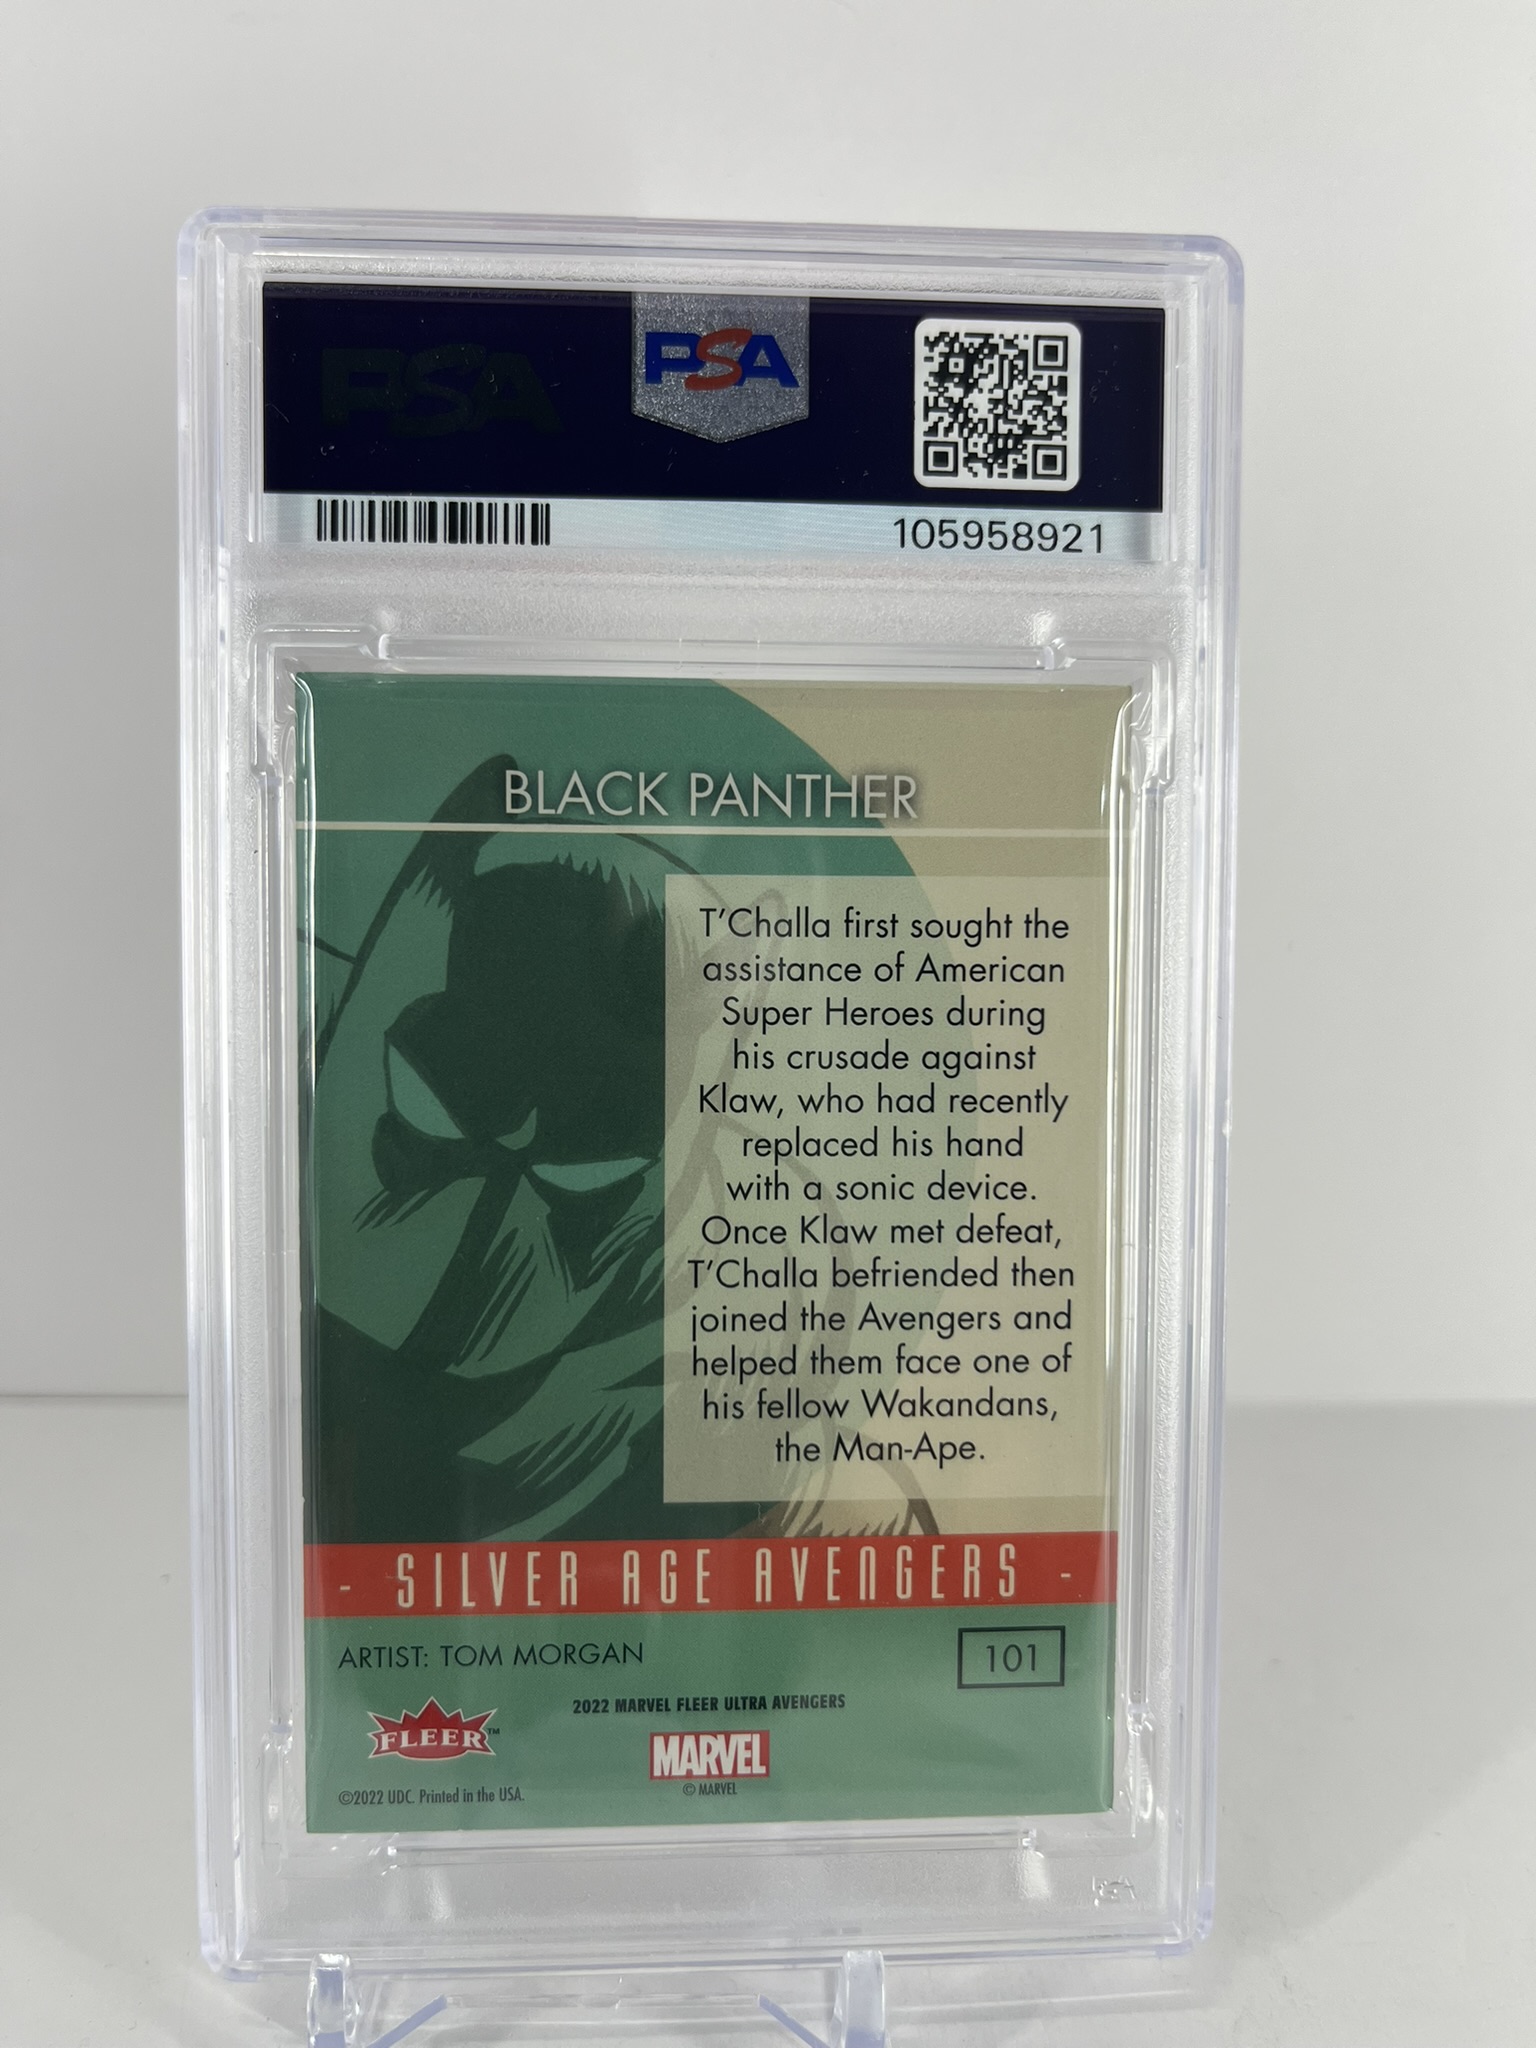 PSA
PSA
105958921
BLACK PANTHER
T'Challa first sought the
assistance of American
Super Heroes during
his crusade against
Klaw, who had recently
replaced his hand
with a sonic device.
Once Klaw met defeat,
T'Challa befriended then
joined the Avengers and
helped them face one of
his fellow Wakandans,
the Man-Ape.
- SILVER AGE AVENGERS -
ARTIST: TOM MORGAN
101
2022 MARVEL FLEER ULTRA AVENGERS
FLEER™
MARVEL
© MARVEL
©2022 UDC. Printed in the USA.
PSA